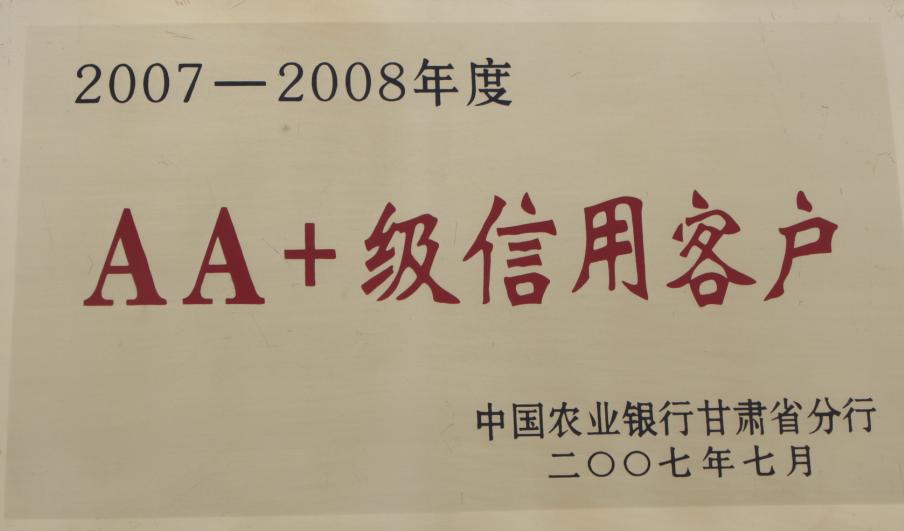 2007—2008年度
AA+级信用客户
中国农业银行甘肃省分行
二〇〇七年七月